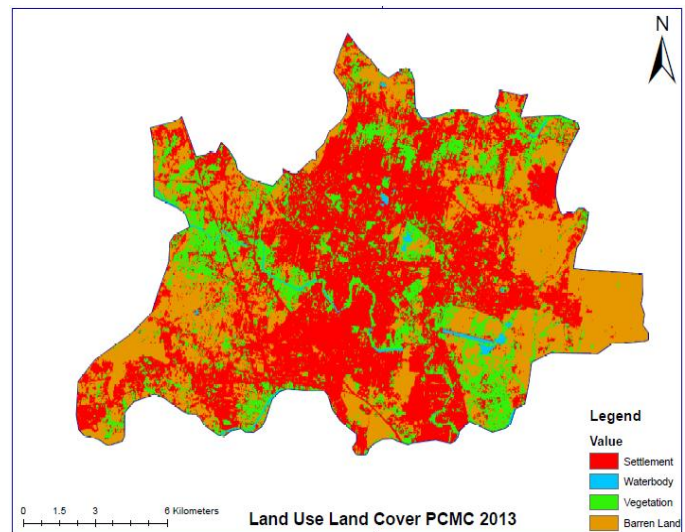 N
Legend
Value
Settlement
Waterbody
Vegetation
Barren Land
0 1.5 3 6 Kilometers
Land Use Land Cover PCMC 2013